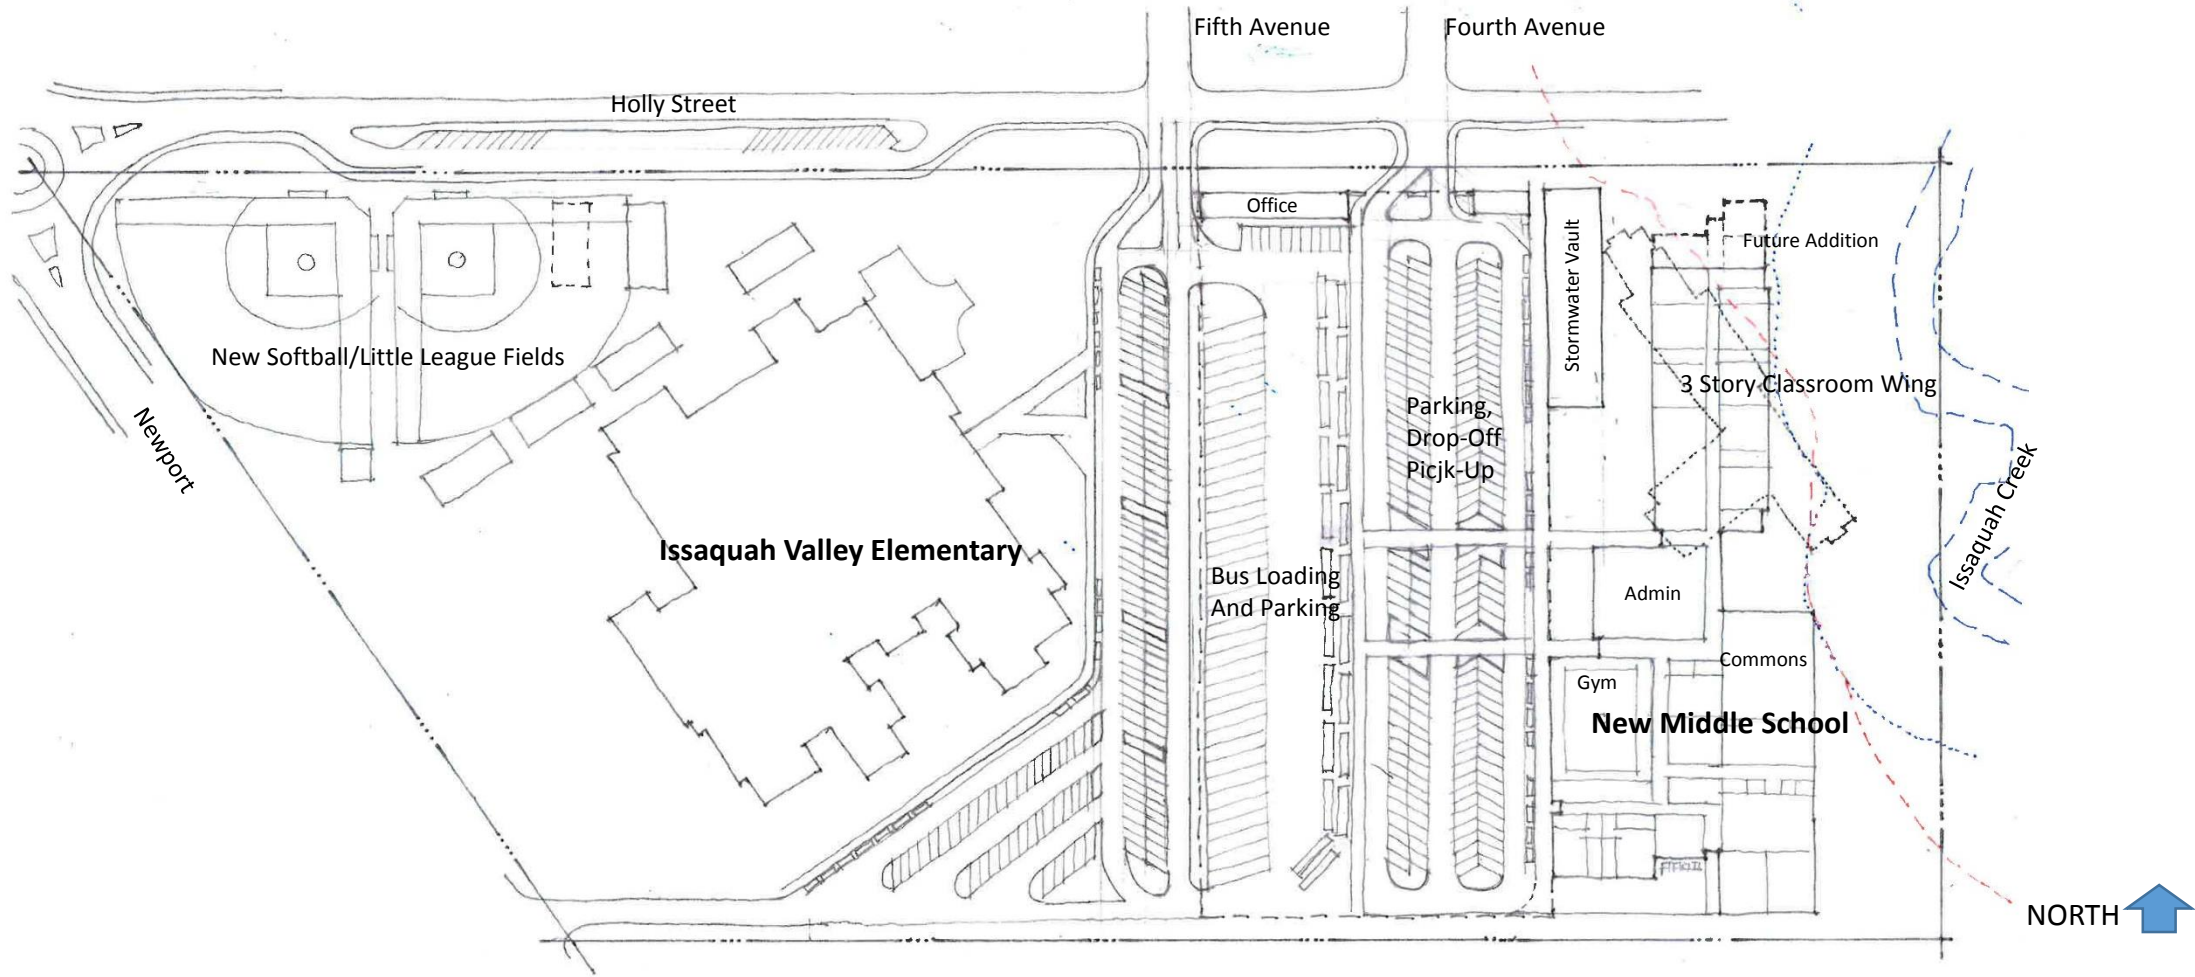 Fifth Avenue
Fourth Avenue
Holly Street
Office
Stormwater Vault
Future Addition
New Softball/Little League Fields
3 Story Classroom Wing
Newport
Parking,
Drop-Off
Picjk-Up
Issaquah Creek
Issaquah Valley Elementary
Bus Loading
And Parking
Admin
Commons
Gym
New Middle School
NORTH